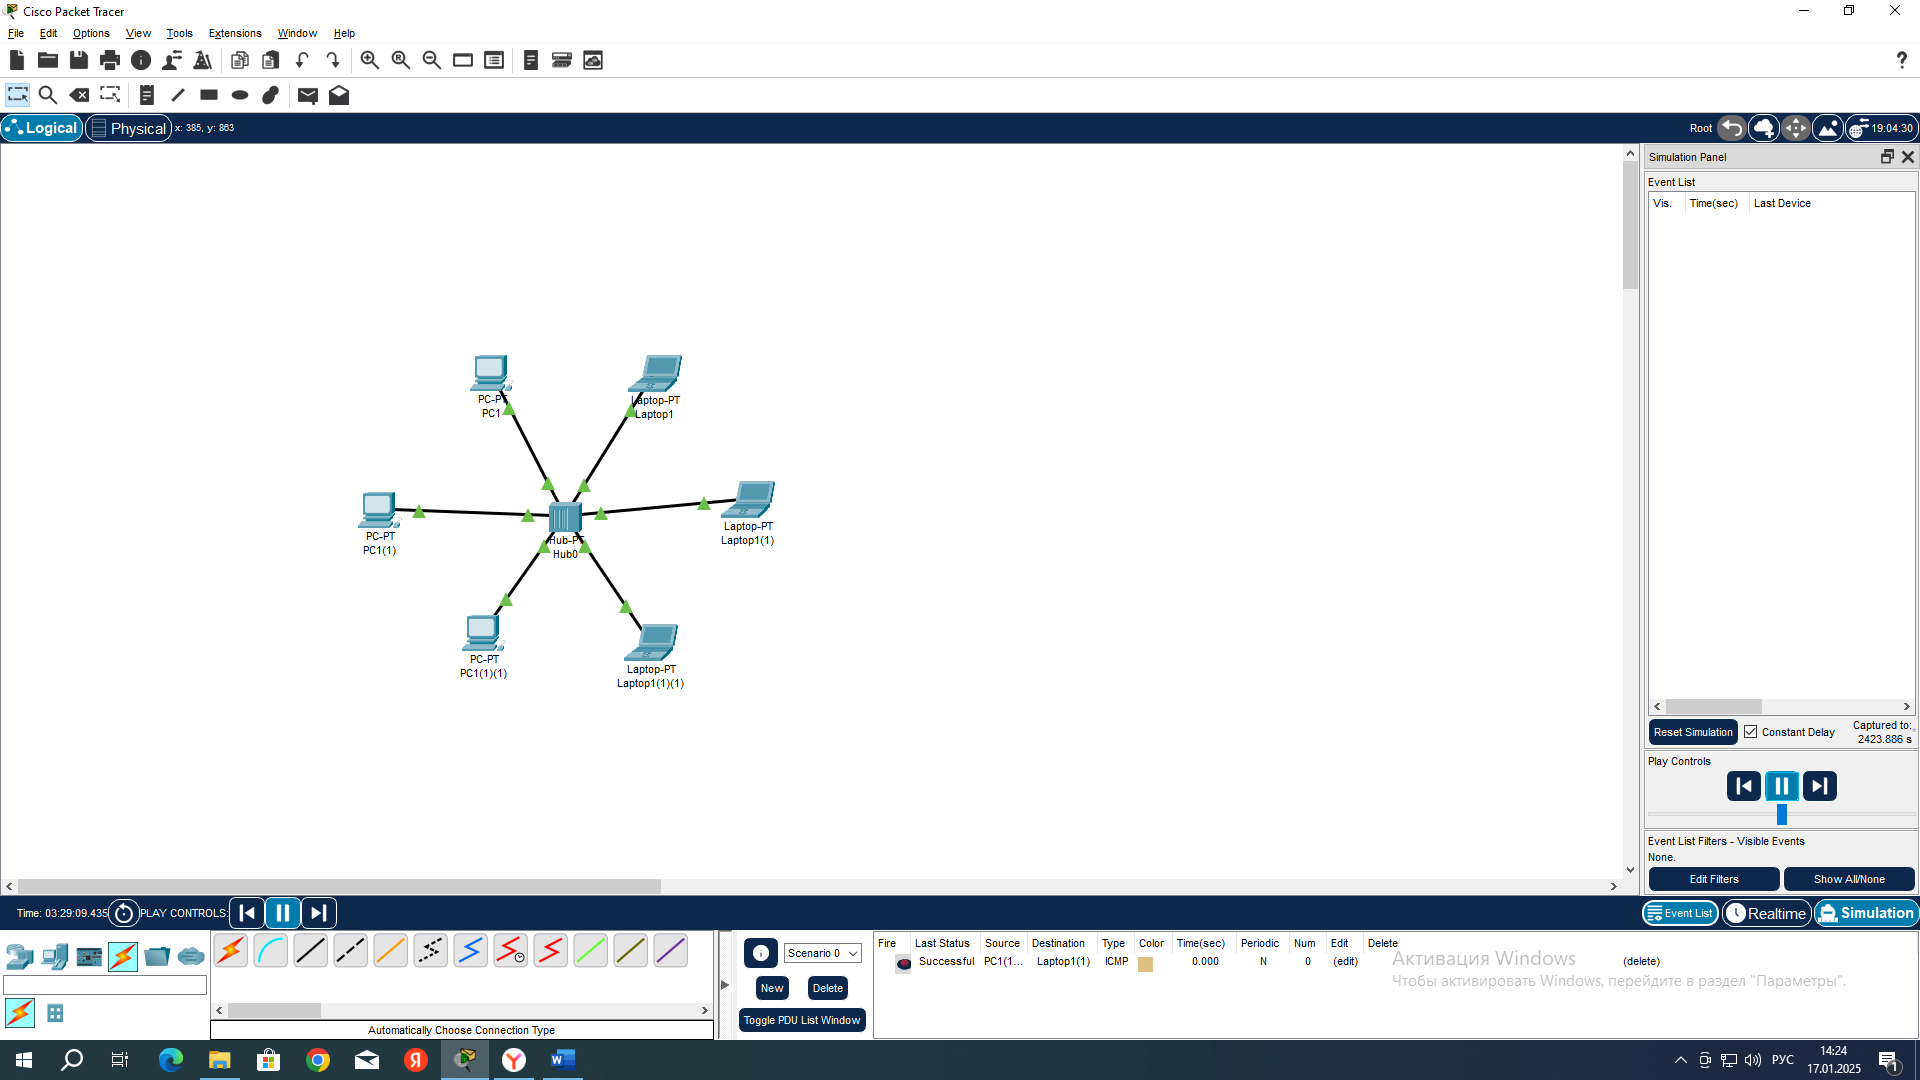 Cisco Packet Tracer
File Edit Options View Tools Extensions Window Help
Logical Physical x: 385, y: 863 Root 19:04:30
Simulation Panel
Event List
Vis. Time(sec) Last Device
PC-PT
PC1
Laptop-PT
Laptop1
PC-PT
PC1(1)
Laptop-PT
Laptop1(1)
Hub-PT
Hub0
PC-PT
PC1(1)(1)
Laptop-PT
Laptop1(1)(1)
Reset Simulation Constant Delay Captured to:
2423.886 s
Play Controls
Event List Filters - Visible Events
None.
Edit Filters Show All/None
Time: 03:29:09.435 PLAY CONTROLS: Event List Realtime Simulation
Scenario 0
New Delete
Toggle PDU List Window
Fire Last Status Source Destination Type Color Time(sec) Periodic Num Edit Delete
Successful PC1(1... Laptop1(1) ICMP 0.000 N 0 (edit) (delete)
Активация Windows
Чтобы активировать Windows, перейдите в раздел "Параметры".
Automatically Choose Connection Type
РУС 14:24
17.01.2025
1